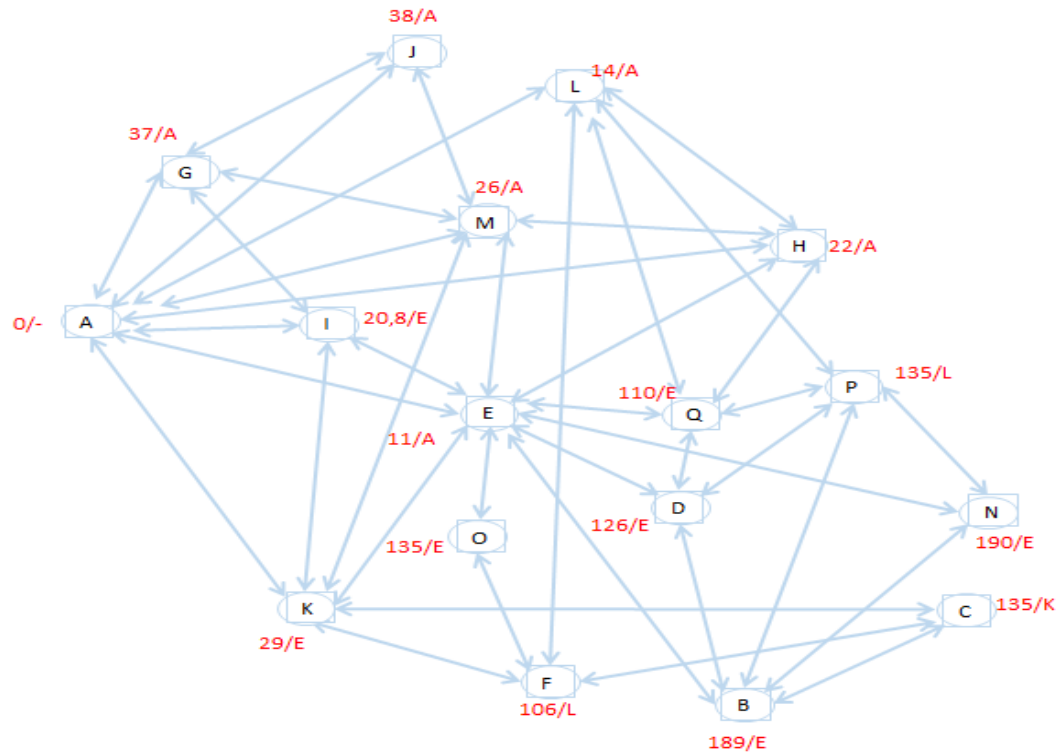 38/A
J
14/A
L
37/A
G
26/A
M
H
22/A
0/-
A
I
20,8/E
110/E
P
135/L
E
Q
11/A
D
N
126/E
190/E
O
135/E
K
C
135/K
29/E
F
106/L
B
189/E